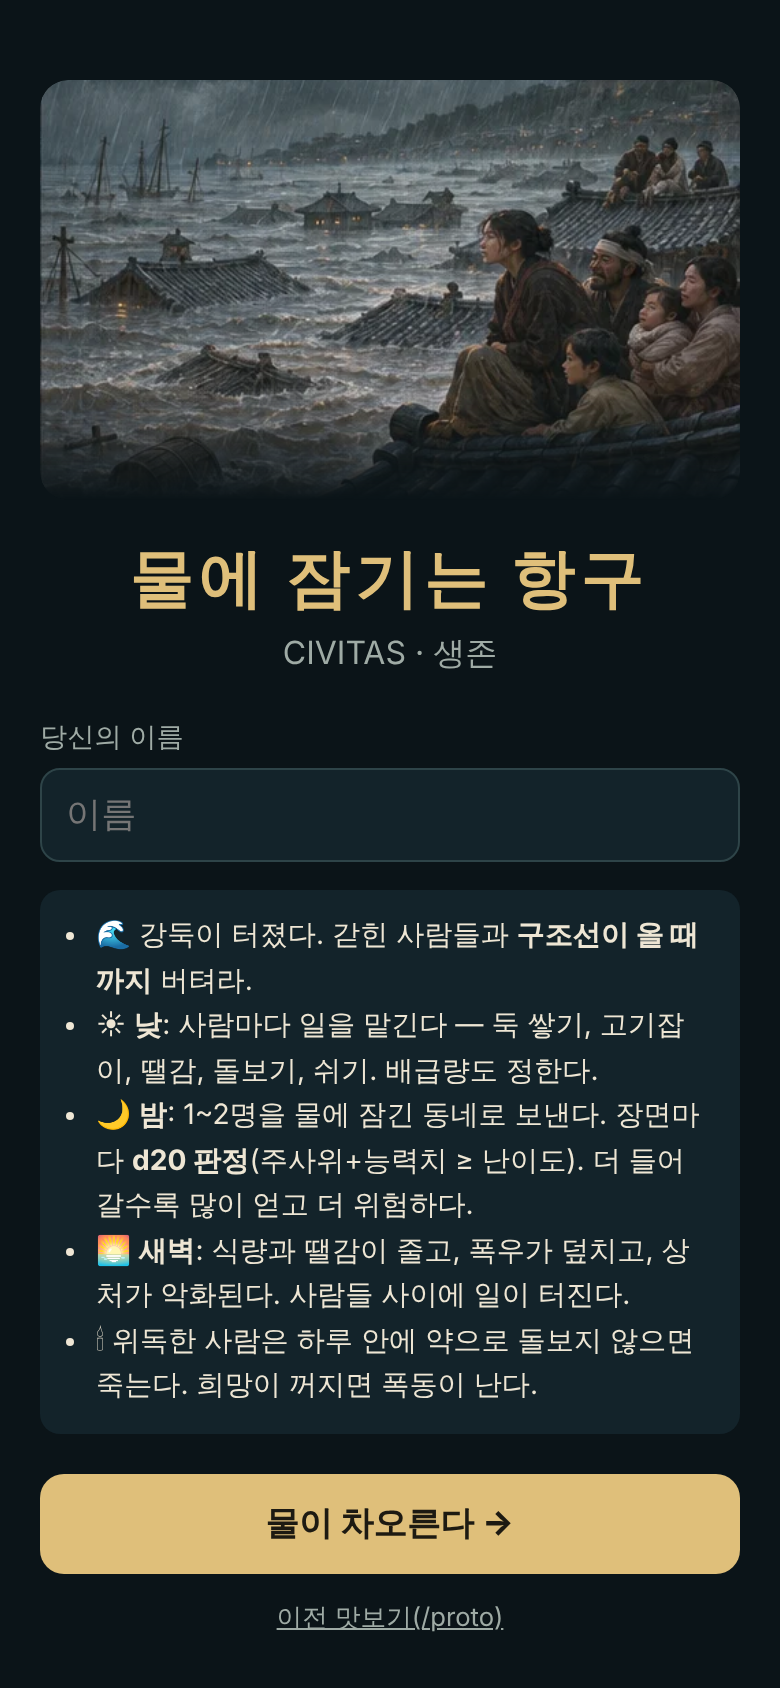 물에 잠기는 항구
CIVITAS · 생존
당신의 이름
이름
• 🌊 강둑이 터졌다. 갇힌 사람들과 구조선이 올 때
까지 버텨라.
• ☀ 낮: 사람마다 일을 맡긴다 — 둑 쌓기, 고기잡
이, 땔감, 돌보기, 쉬기. 배급량도 정한다.
• 🌙 밤: 1~2명을 물에 잠긴 동네로 보낸다. 장면마
다 d20 판정(주사위+능력치 ≥ 난이도). 더 들어
갈수록 많이 얻고 더 위험하다.
• 🌅 새벽: 식량과 땔감이 줄고, 폭우가 덮치고, 상
처가 악화된다. 사람들 사이에 일이 터진다.
• 🕯 위독한 사람은 하루 안에 약으로 돌보지 않으면
죽는다. 희망이 꺼지면 폭동이 난다.
물이 차오른다 →
이전 맛보기(/proto)